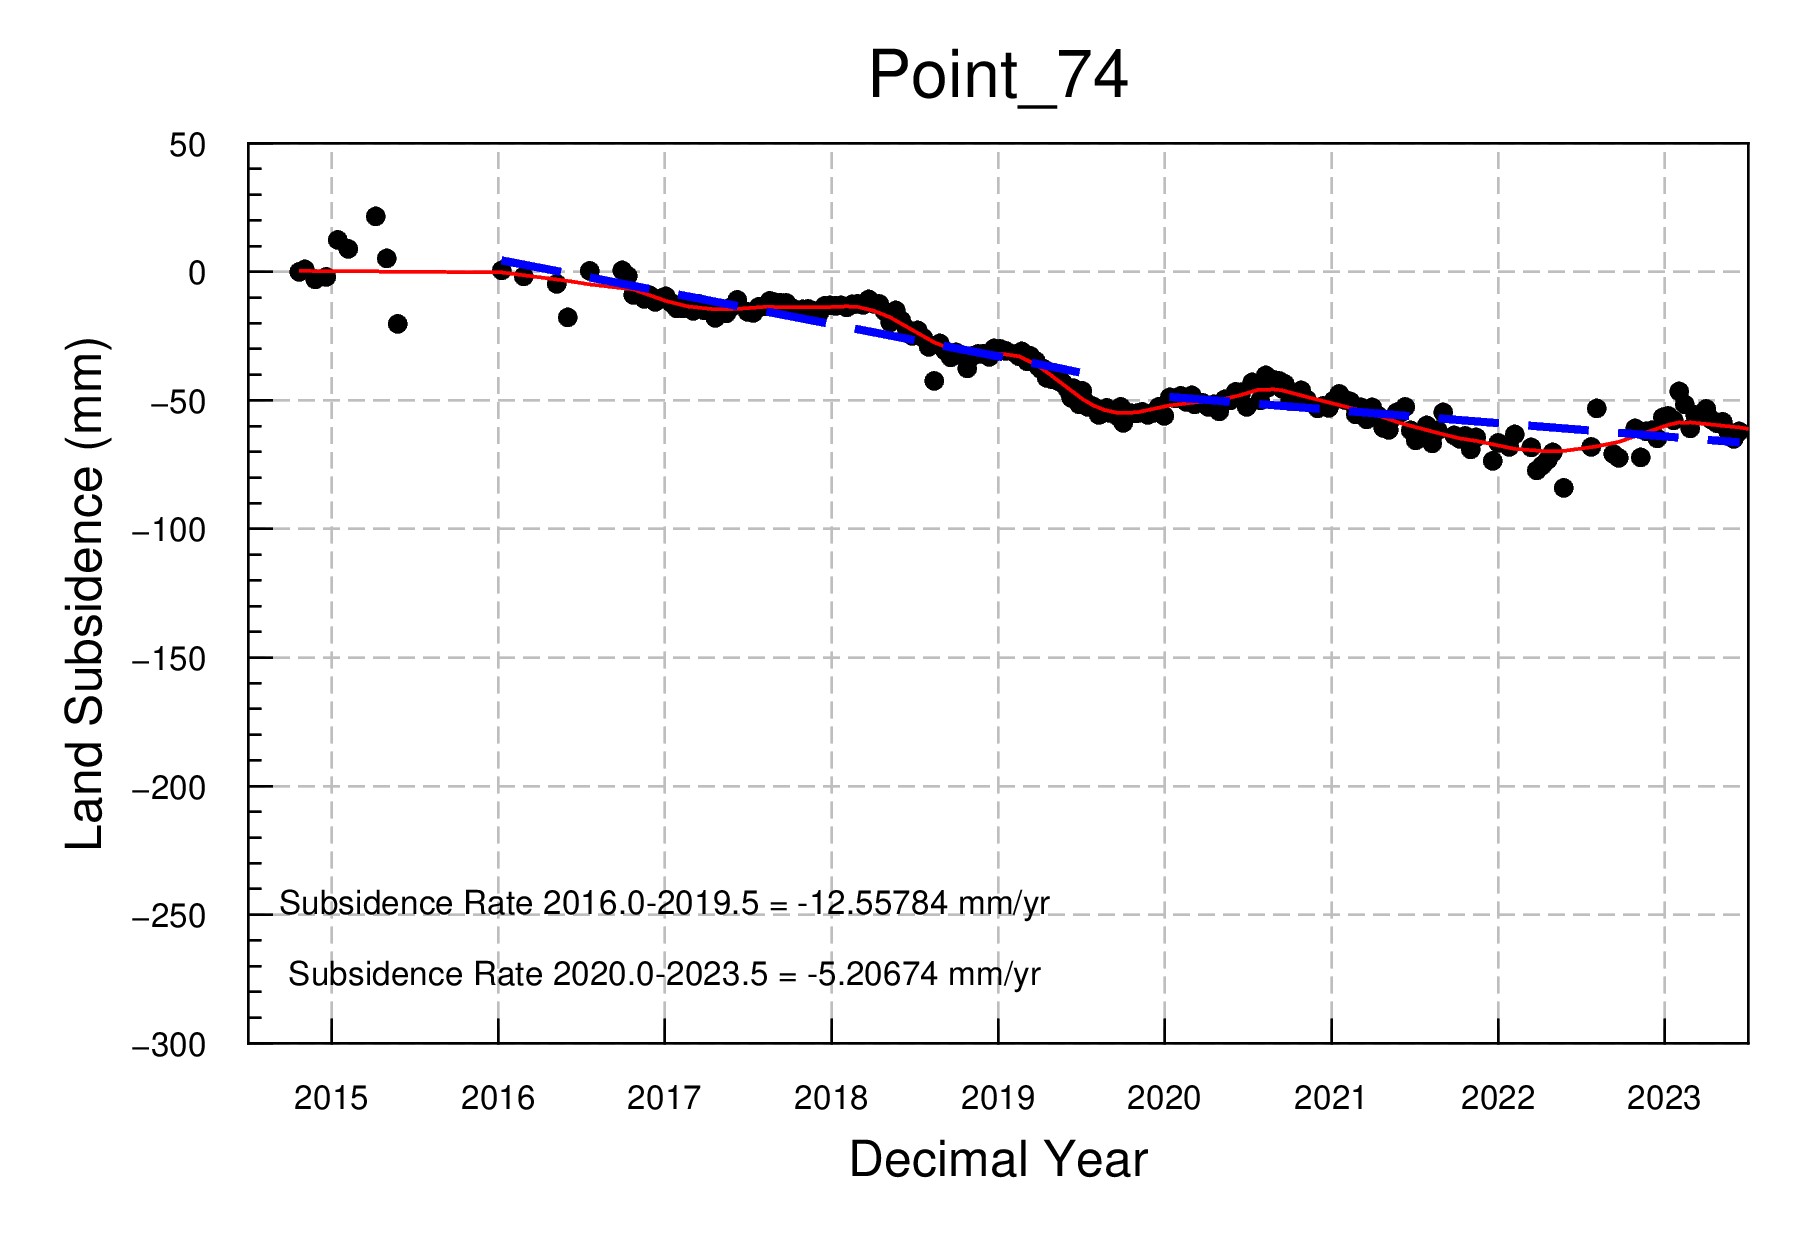 Point_74
50
0
−50
−100
−150
−200
−250
−300
Land Subsidence (mm)
Subsidence Rate 2016.0-2019.5 = -12.55784 mm/yr
Subsidence Rate 2020.0-2023.5 = -5.20674 mm/yr
2015 2016 2017 2018 2019 2020 2021 2022 2023
Decimal Year